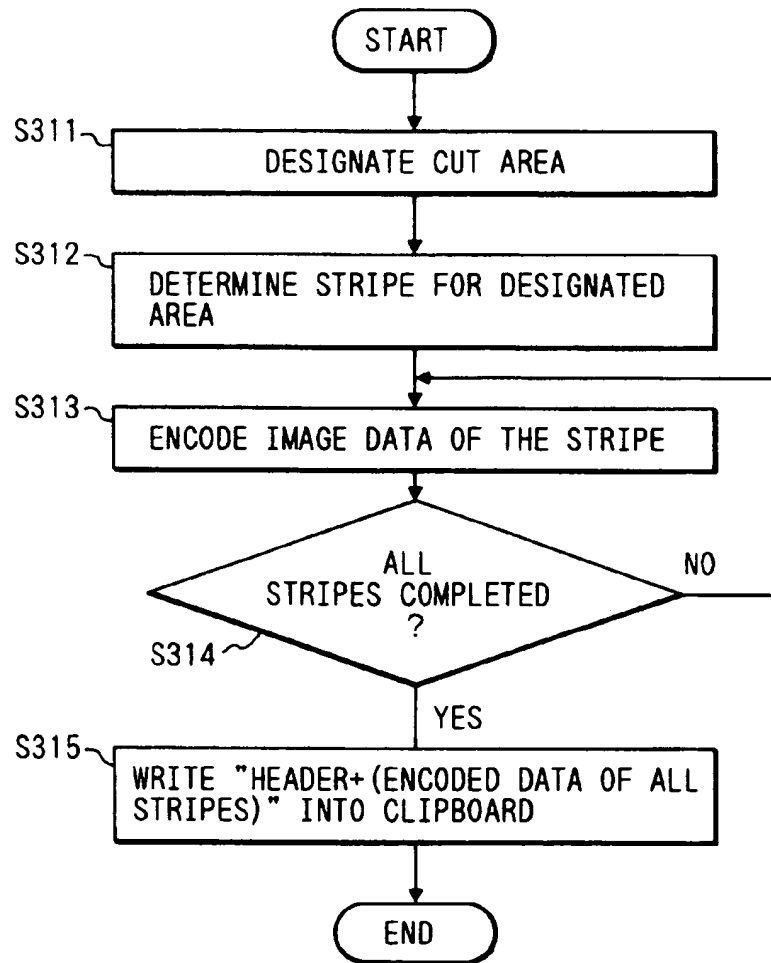 START
S311
DESIGNATE CUT AREA
S312
DETERMINE STRIPE FOR DESIGNATED
AREA
S313
ENCODE IMAGE DATA OF THE STRIPE
ALL
STRIPES COMPLETED
?
NO
S314
YES
S315
WRITE "HEADER+(ENCODED DATA OF ALL
STRIPES)" INTO CLIPBOARD
END